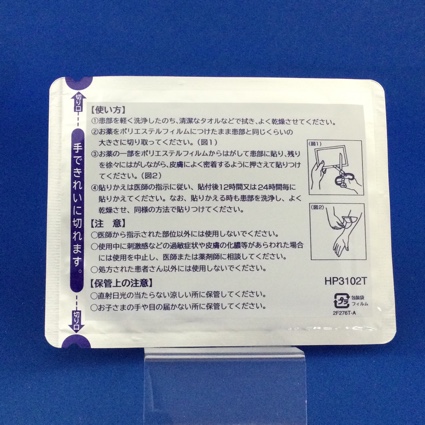 切り口
手できれいに切れます。
切り口
【使い方】
①患部を軽く洗浄したのち、清潔なタオルなどで拭き、よく乾燥させてください。
②お薬をポリエステルフィルムにつけたまま患部と同じくらいの
大きさに切り取ってください。(図1)
③お薬の一部をポリエステルフィルムからはがして患部に貼り、残り
を徐々にはがしながら、皮膚によく密着するように押さえて貼りつけ
てください。(図2)
④貼りかえは医師の指示に従い、貼付後12時間又は24時間毎に
貼りかえてください。なお、貼りかえる時も患部を洗浄し、よく
乾燥させ、同様の方法で貼りつけてください。
【注 意】
○医師から指示された部位以外には使用しないでください。
○使用中に刺激感などの過敏症状や皮膚の化膿等があらわれた場合
には使用を中止し、医師または薬剤師に相談してください。
○処方された患者さん以外には使用しないでください。
【保管上の注意】
○直射日光の当たらない涼しい所に保管してください。
○お子さまの手や目の届かない所に保管してください。
(図1)
(図2)
HP3102T
プラ
包装袋
フィルム
2F276T-A